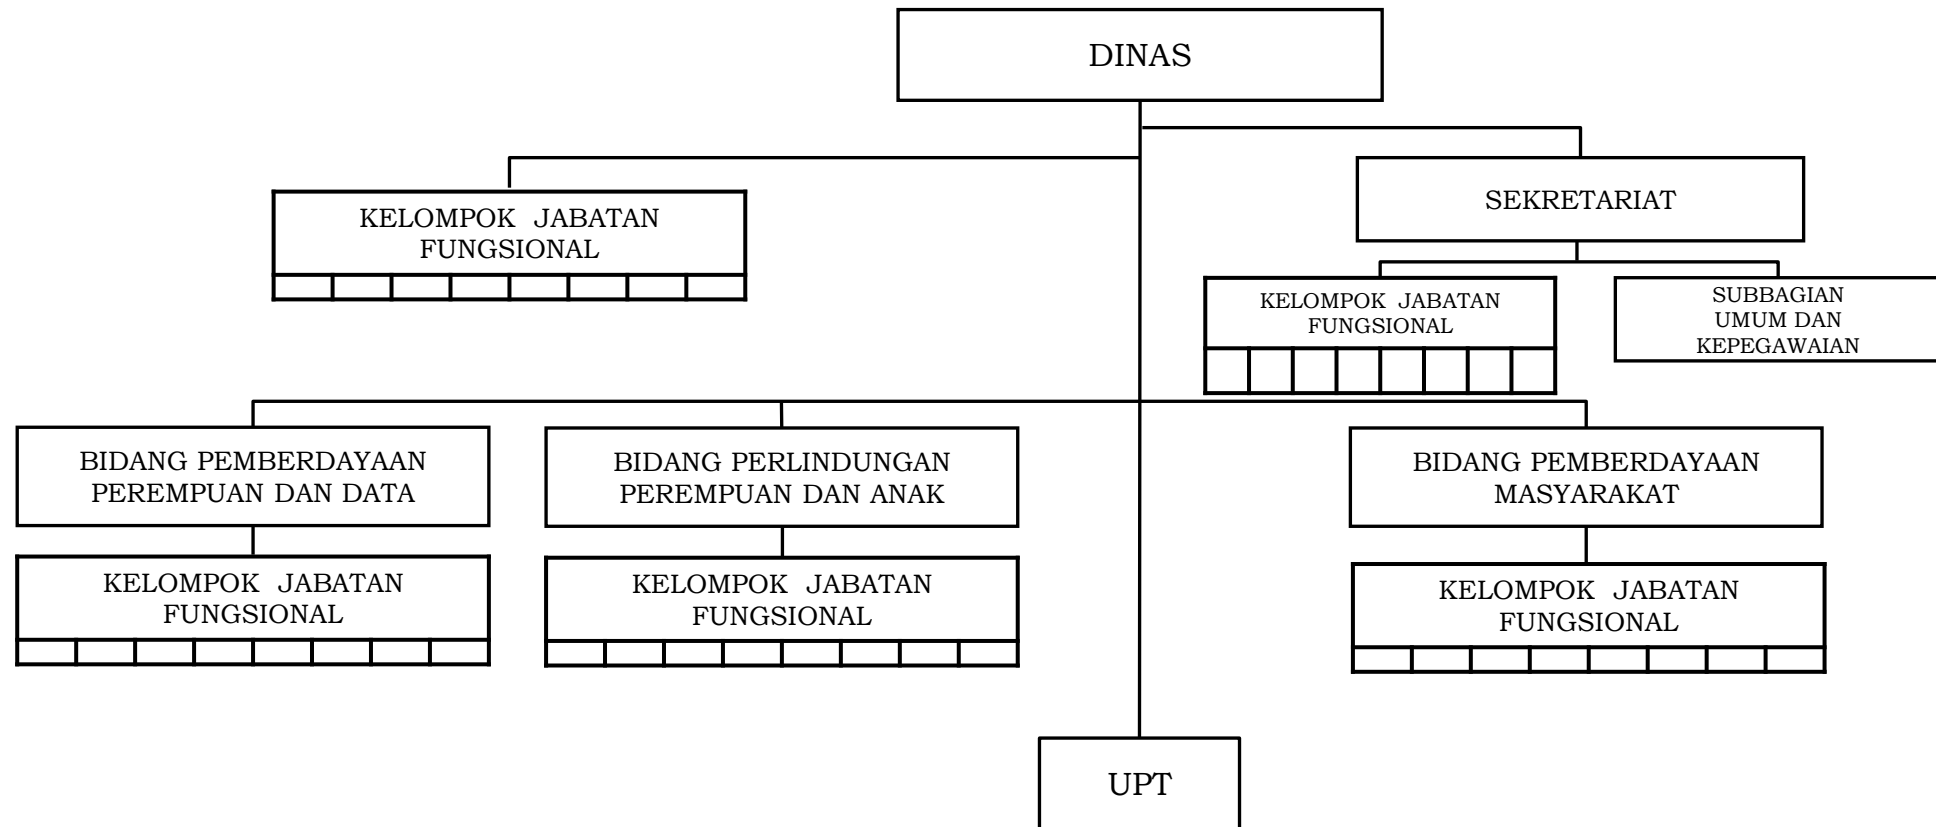 DINAS
KELOMPOK JABATAN
FUNGSIONAL
SEKRETARIAT
KELOMPOK JABATAN
FUNGSIONAL
SUBBAGIAN
UMUM DAN
KEPEGAWAIAN
BIDANG PEMBERDAYAAN
PEREMPUAN DAN DATA
BIDANG PERLINDUNGAN
PEREMPUAN DAN ANAK
BIDANG PEMBERDAYAAN
MASYARAKAT
KELOMPOK JABATAN
FUNGSIONAL
KELOMPOK JABATAN
FUNGSIONAL
KELOMPOK JABATAN
FUNGSIONAL
UPT